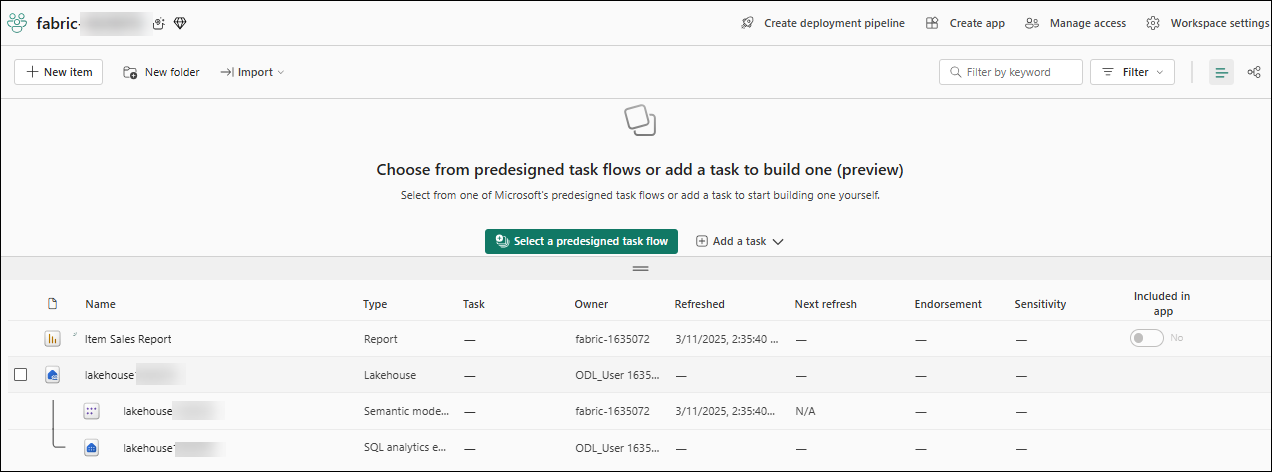 fabric-
Create deployment pipeline Create app Manage access Workspace settings
New item New folder Import Filter by keyword Filter
Choose from predesigned task flows or add a task to build one (preview)
Select from one of Microsoft's predesigned task flows or add a task to start building one yourself.
Select a predesigned task flow Add a task
Name Type Task Owner Refreshed Next refresh Endorsement Sensitivity Included in app
Item Sales Report Report — fabric-1635072 3/11/2025, 2:35:40 ... — — — No
lakehouse Lakehouse — ODL_User 1635... — — — —
lakehouse Semantic mode... — fabric-1635072 3/11/2025, 2:35:40... N/A — —
lakehouse SQL analytics e... — ODL_User 1635... — — — —